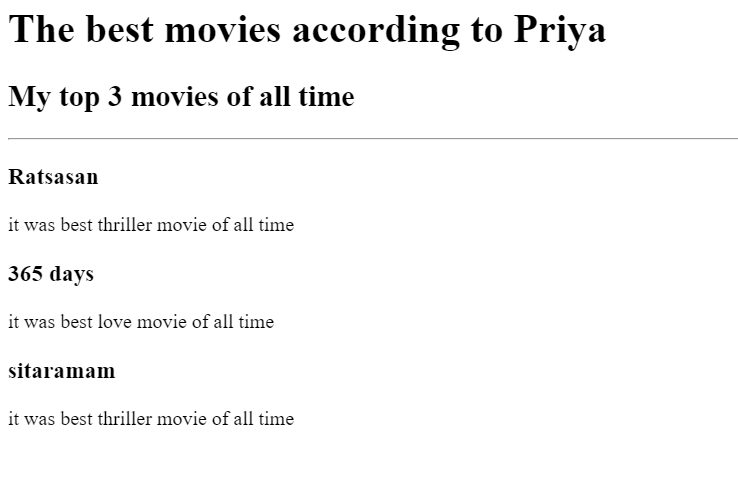 The best movies according to Priya
My top 3 movies of all time
Ratsasan
it was best thriller movie of all time
365 days
it was best love movie of all time
sitaramam
it was best thriller movie of all time